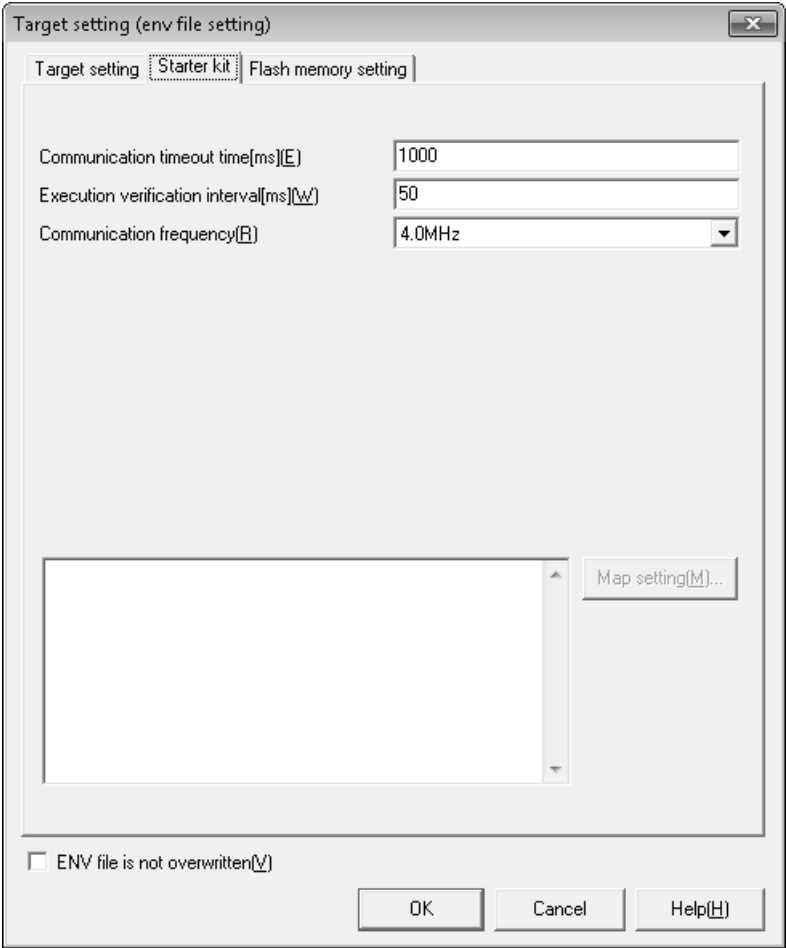 Target setting (env file setting)
Target setting Starter kit Flash memory setting
Communication timeout time[ms](E) 1000
Execution verification interval[ms](W) 50
Communication frequency(R) 4.0MHz
Map setting(M)...
ENV file is not overwritten(V)
OK Cancel Help(H)